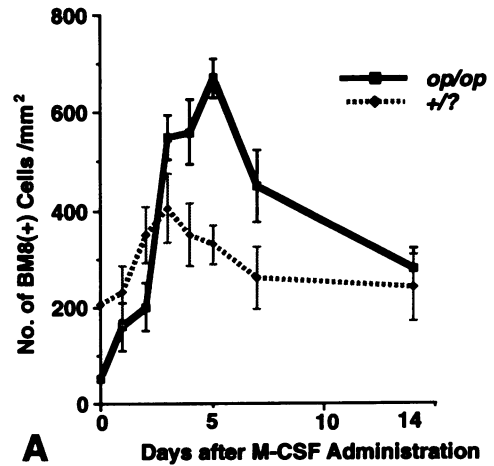 800
600
400
200
0
No. of BM8(+) Cells /mm²
op/op
+/?
0 5 10 14
A Days after M-CSF Administration